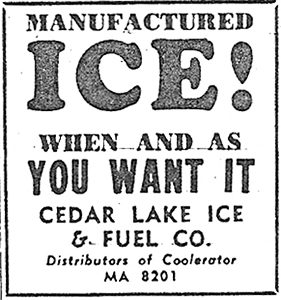 MANUFACTURED
ICE!
WHEN AND AS
YOU WANT IT
CEDAR LAKE ICE
& FUEL CO.
Distributors of Coolerator
MA 8201